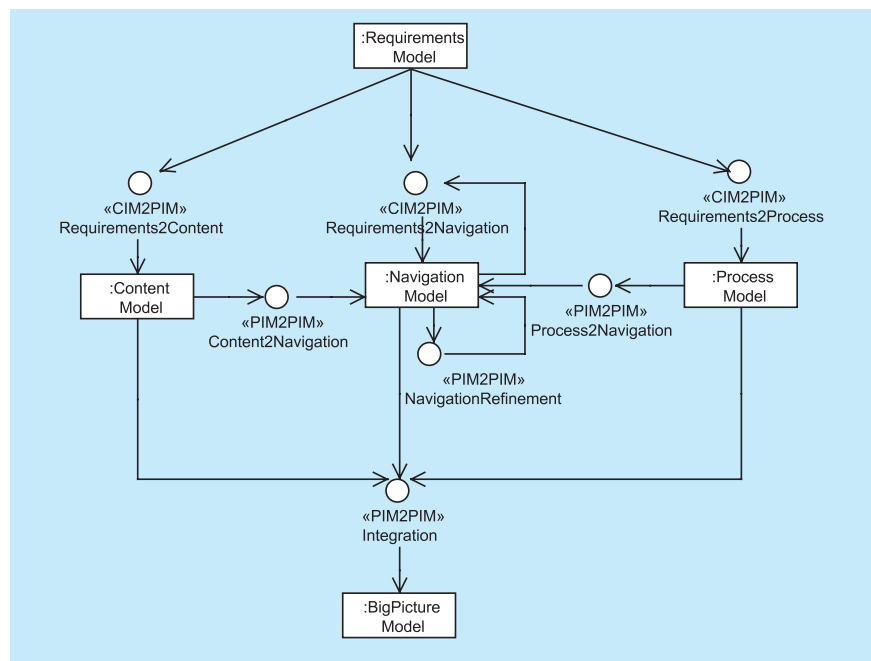 :Requirements
Model
«CIM2PIM»
Requirements2Content
«CIM2PIM»
Requirements2Navigation
«CIM2PIM»
Requirements2Process
:Content
Model
:Navigation
Model
:Process
Model
«PIM2PIM»
Content2Navigation
«PIM2PIM»
Process2Navigation
«PIM2PIM»
NavigationRefinement
«PIM2PIM»
Integration
:BigPicture
Model